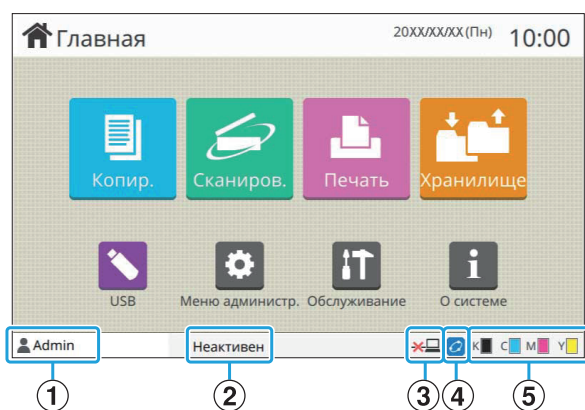 Главная
20XX/XX/XX(Пн) 10:00
Копир. Сканиров. Печать Хранилище
USB Меню администр. Обслуживание О системе
Admin Неактивен K C M Y
1 2 3 4 5